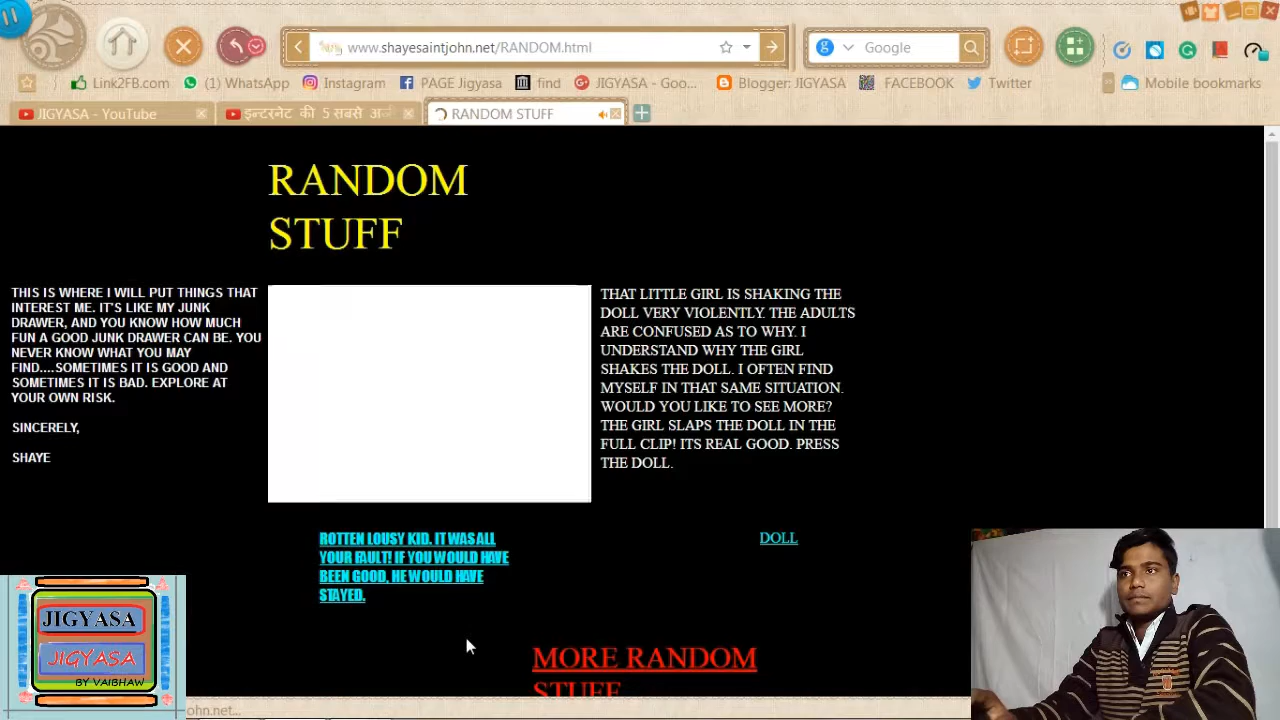 www.shayesaintjohn.net/RANDOM.html
Google
Link2FB.com
(1) WhatsApp
Instagram
PAGE Jigyasa
find
JIGYASA - Goo...
Blogger: JIGYASA
FACEBOOK
Twitter
Mobile bookmarks
JIGYASA - YouTube
इन्टरनेट की 5 सबसे
RANDOM STUFF
RANDOM
STUFF
THIS IS WHERE I WILL PUT THINGS THAT
INTEREST ME. IT'S LIKE MY JUNK
DRAWER, AND YOU KNOW HOW MUCH
FUN A GOOD JUNK DRAWER CAN BE. YOU
NEVER KNOW WHAT YOU MAY
FIND....SOMETIMES IT IS GOOD AND
SOMETIMES IT IS BAD. EXPLORE AT
YOUR OWN RISK.
SINCERELY,
SHAYE
THAT LITTLE GIRL IS SHAKING THE
DOLL VERY VIOLENTLY. THE ADULTS
ARE CONFUSED AS TO WHY. I
UNDERSTAND WHY THE GIRL
SHAKES THE DOLL. I OFTEN FIND
MYSELF IN THAT SAME SITUATION.
WOULD YOU LIKE TO SEE MORE?
THE GIRL SLAPS THE DOLL IN THE
FULL CLIP! ITS REAL GOOD. PRESS
THE DOLL.
ROTTEN LOUSY KID. IT WAS ALL
YOUR FAULT! IF YOU WOULD HAVE
BEEN GOOD, HE WOULD HAVE
STAYED.
DOLL
MORE RANDOM
STUFF
JIGYASA
JIGYASA
BY VAIBHAW
ohn.net...